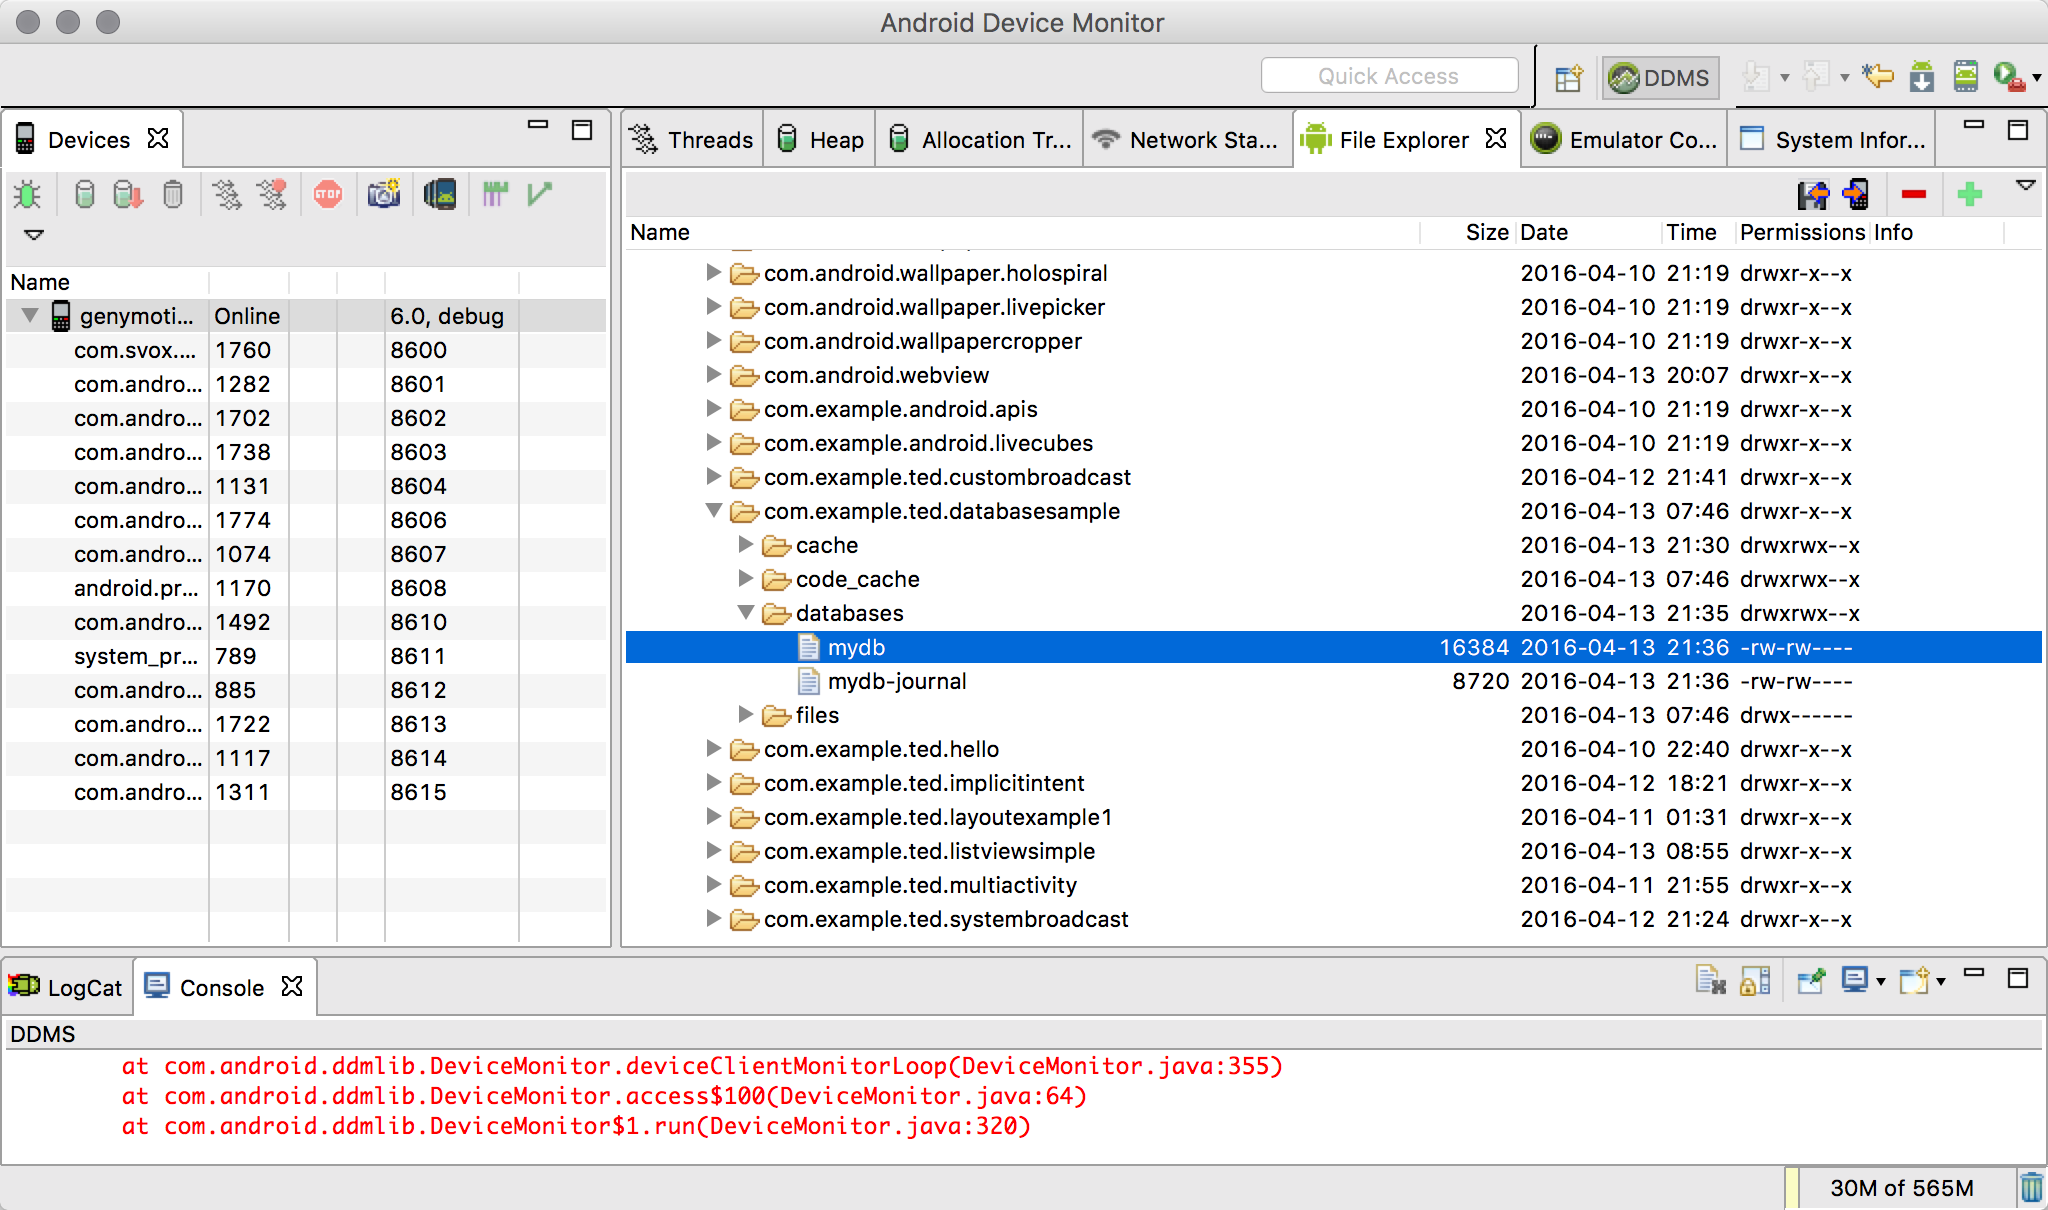 Android Device Monitor
Quick Access
DDMS
Devices
Threads
Heap
Allocation Tr...
Network Sta...
File Explorer
Emulator Co...
System Infor...
STOP
Name
genymoti... Online 6.0, debug
com.svox.... 1760 8600
com.andro... 1282 8601
com.andro... 1702 8602
com.andro... 1738 8603
com.andro... 1131 8604
com.andro... 1774 8606
com.andro... 1074 8607
android.pr... 1170 8608
com.andro... 1492 8610
system_pr... 789 8611
com.andro... 885 8612
com.andro... 1722 8613
com.andro... 1117 8614
com.andro... 1311 8615
Name Size Date Time Permissions Info
com.android.wallpaper.holospiral 2016-04-10 21:19 drwxr-x--x
com.android.wallpaper.livepicker 2016-04-10 21:19 drwxr-x--x
com.android.wallpapercropper 2016-04-10 21:19 drwxr-x--x
com.android.webview 2016-04-13 20:07 drwxr-x--x
com.example.android.apis 2016-04-10 21:19 drwxr-x--x
com.example.android.livecubes 2016-04-10 21:19 drwxr-x--x
com.example.ted.custombroadcast 2016-04-12 21:41 drwxr-x--x
com.example.ted.databasesample 2016-04-13 07:46 drwxr-x--x
cache 2016-04-13 21:30 drwxrwx--x
code_cache 2016-04-13 07:46 drwxrwx--x
databases 2016-04-13 21:35 drwxrwx--x
mydb 16384 2016-04-13 21:36 -rw-rw----
mydb-journal 8720 2016-04-13 21:36 -rw-rw----
files 2016-04-13 07:46 drwx------
com.example.ted.hello 2016-04-10 22:40 drwxr-x--x
com.example.ted.implicitintent 2016-04-12 18:21 drwxr-x--x
com.example.ted.layoutexample1 2016-04-11 01:31 drwxr-x--x
com.example.ted.listviewsimple 2016-04-13 08:55 drwxr-x--x
com.example.ted.multiactivity 2016-04-11 21:55 drwxr-x--x
com.example.ted.systembroadcast 2016-04-12 21:24 drwxr-x--x
LogCat
Console
DDMS
at com.android.ddmlib.DeviceMonitor.deviceClientMonitorLoop(DeviceMonitor.java:355)
at com.android.ddmlib.DeviceMonitor.access$100(DeviceMonitor.java:64)
at com.android.ddmlib.DeviceMonitor$1.run(DeviceMonitor.java:320)
30M of 565M